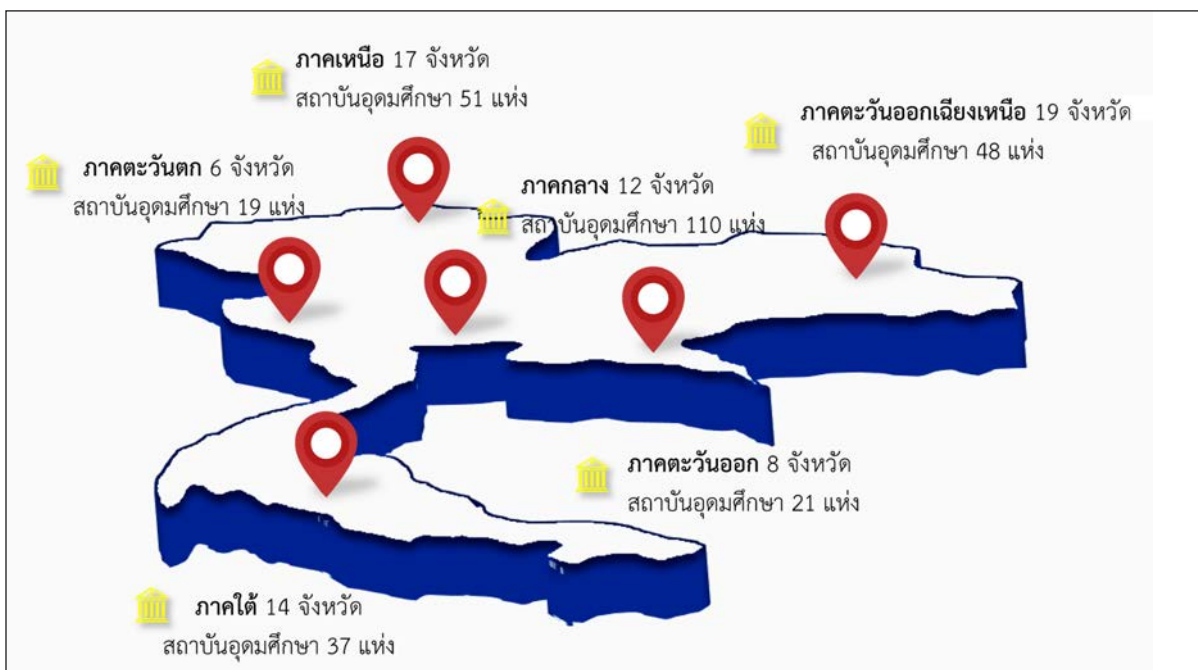 ภาคเหนือ 17 จังหวัด
สถาบันอุดมศึกษา 51 แห่ง
ภาคตะวันออกเฉียงเหนือ 19 จังหวัด
สถาบันอุดมศึกษา 48 แห่ง
ภาคตะวันตก 6 จังหวัด
สถาบันอุดมศึกษา 19 แห่ง
ภาคกลาง 12 จังหวัด
สถาบันอุดมศึกษา 110 แห่ง
ภาคตะวันออก 8 จังหวัด
สถาบันอุดมศึกษา 21 แห่ง
ภาคใต้ 14 จังหวัด
สถาบันอุดมศึกษา 37 แห่ง